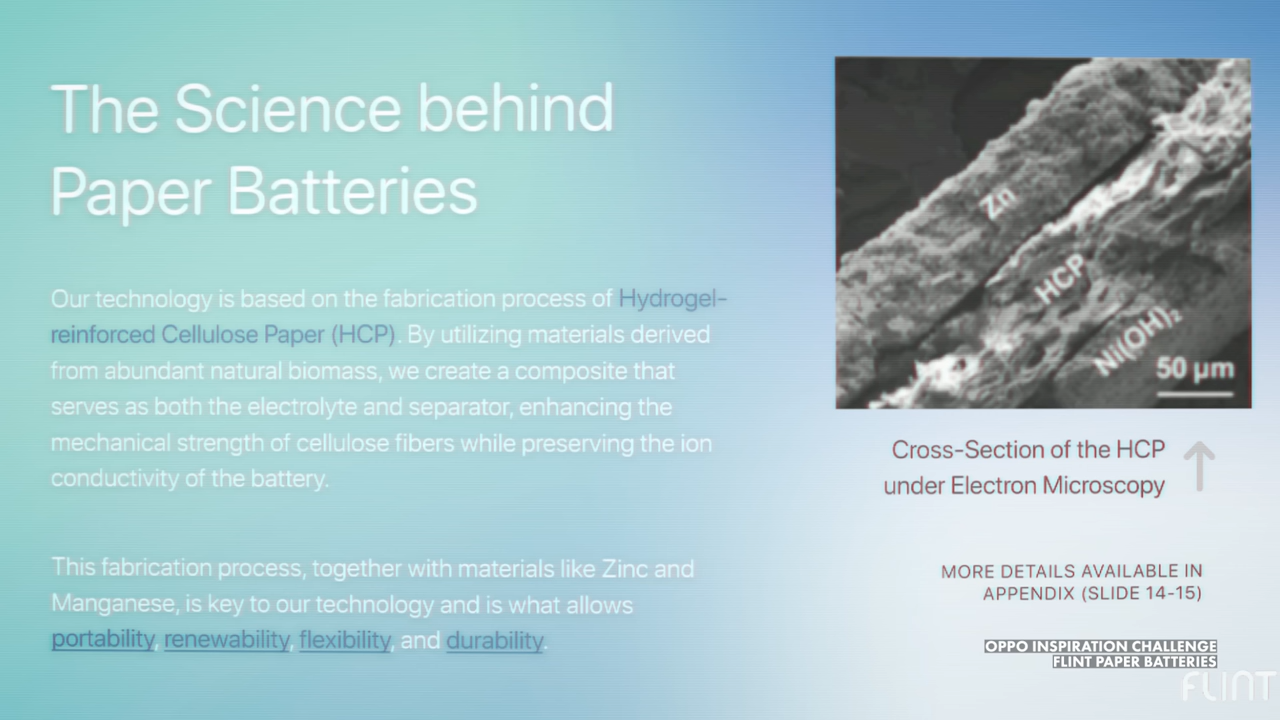 The Science behind
Paper Batteries
Our technology is based on the fabrication process of Hydrogel-
reinforced Cellulose Paper (HCP). By utilizing materials derived
from abundant natural biomass, we create a composite that
serves as both the electrolyte and separator, enhancing the
mechanical strength of cellulose fibers while preserving the ion
conductivity of the battery.
This fabrication process, together with materials like Zinc and
Manganese, is key to our technology and is what allows
portability, renewability, flexibility, and durability.
Zn
HCP
Ni(OH)₂
50 µm
Cross-Section of the HCP
under Electron Microscopy
MORE DETAILS AVAILABLE IN
APPENDIX (SLIDE 14-15)
OPPO INSPIRATION CHALLENGE
FLINT PAPER BATTERIES
FLINT